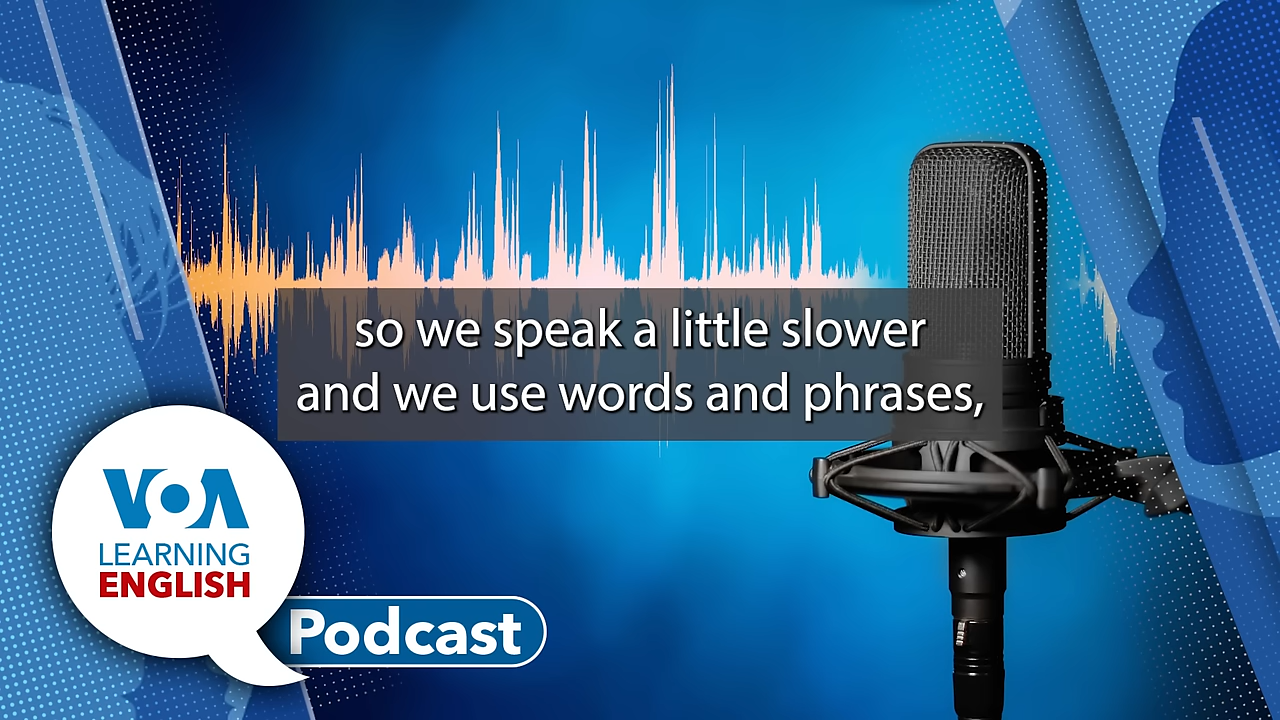 so we speak a little slower
and we use words and phrases,
VOA
LEARNING
ENGLISH
Podcast